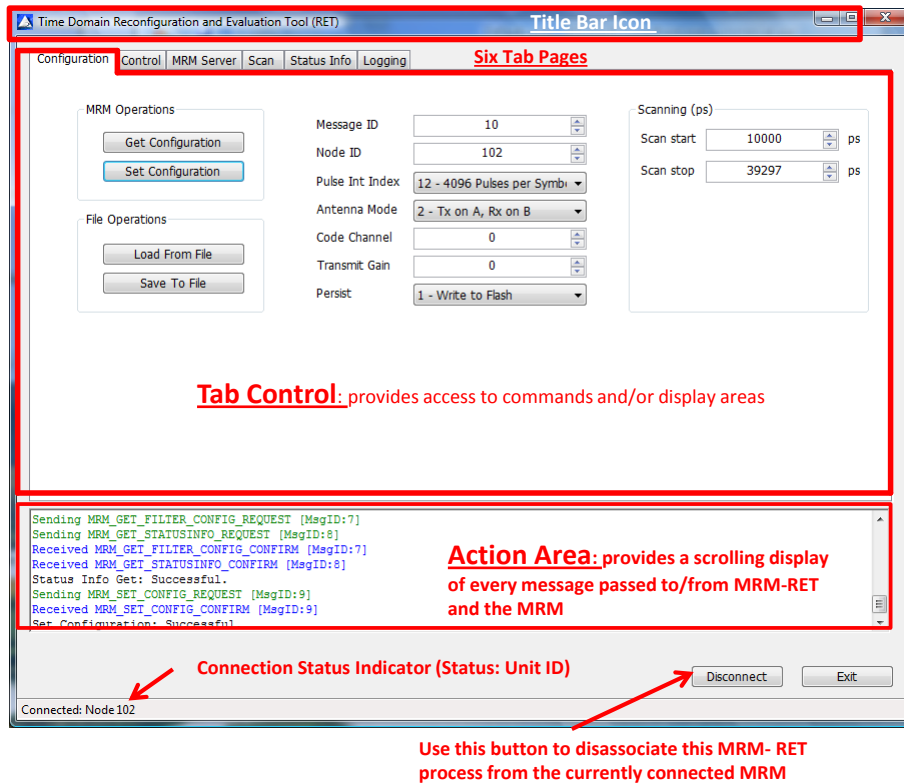 Time Domain Reconfiguration and Evaluation Tool (RET)
Title Bar Icon
Configuration Control MRM Server Scan Status Info Logging
Six Tab Pages
MRM Operations
Get Configuration
Set Configuration
File Operations
Load From File
Save To File
Message ID 10
Node ID 102
Pulse Int Index 12 - 4096 Pulses per Symb
Antenna Mode 2 - Tx on A, Rx on B
Code Channel 0
Transmit Gain 0
Persist 1 - Write to Flash
Scanning (ps)
Scan start 10000 ps
Scan stop 39297 ps
Tab Control: provides access to commands and/or display areas
Sending MRM_GET_FILTER_CONFIG_REQUEST [MsgID:7]
Sending MRM_GET_STATUSINFO_REQUEST [MsgID:8]
Received MRM_GET_FILTER_CONFIG_CONFIRM [MsgID:7]
Received MRM_GET_STATUSINFO_CONFIRM [MsgID:8]
Status Info Get: Successful.
Sending MRM_SET_CONFIG_REQUEST [MsgID:9]
Received MRM_SET_CONFIG_CONFIRM [MsgID:9]
Set Configuration: Successful
Action Area: provides a scrolling display
of every message passed to/from MRM-RET
and the MRM
Connection Status Indicator (Status: Unit ID)
Disconnect Exit
Connected: Node 102
Use this button to disassociate this MRM- RET
process from the currently connected MRM